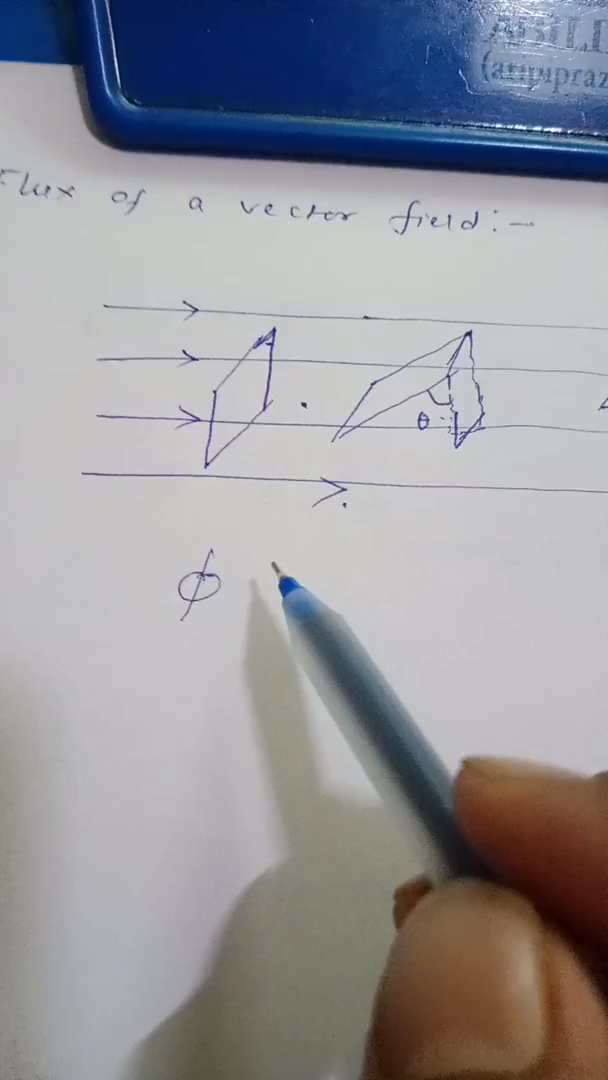 Flux of a vector field:-
θ
ϕ